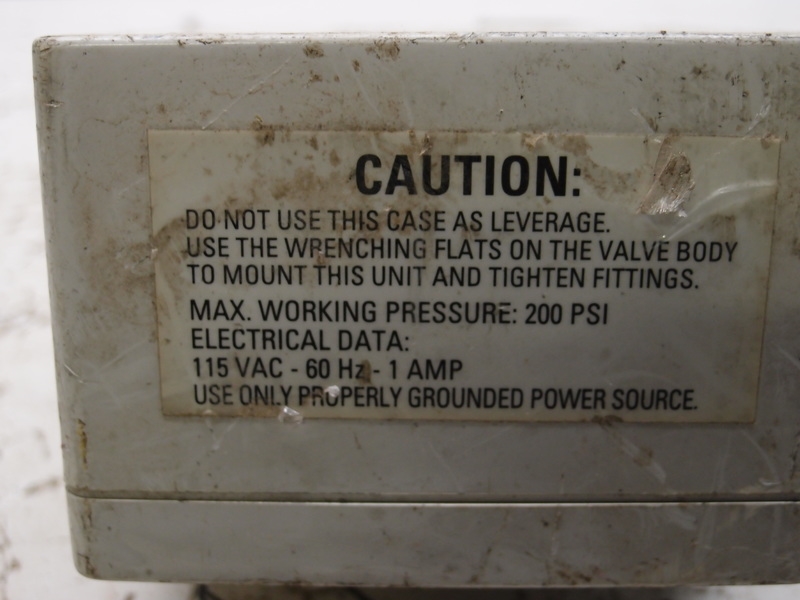 CAUTION:
DO NOT USE THIS CASE AS LEVERAGE.
USE THE WRENCHING FLATS ON THE VALVE BODY
TO MOUNT THIS UNIT AND TIGHTEN FITTINGS.
MAX. WORKING PRESSURE: 200 PSI
ELECTRICAL DATA:
115 VAC - 60 Hz - 1 AMP
USE ONLY PROPERLY GROUNDED POWER SOURCE.